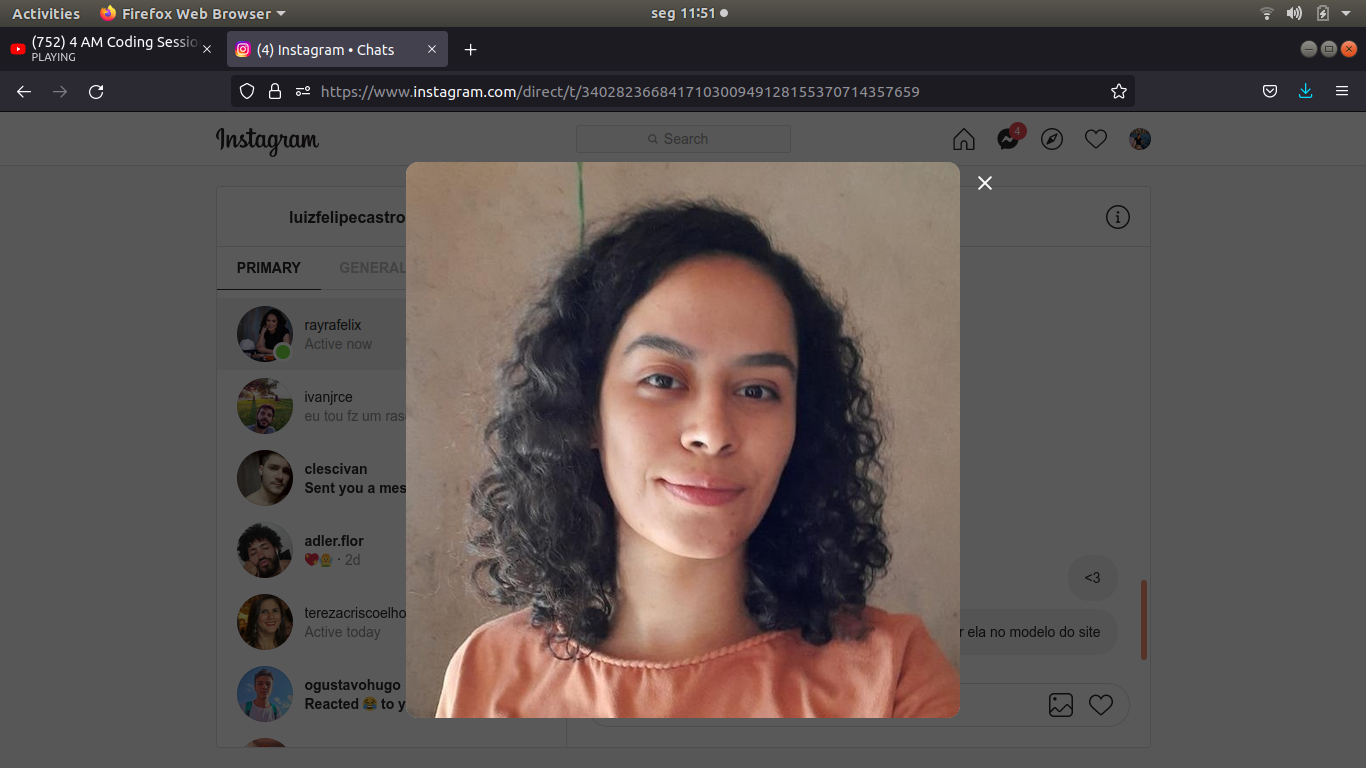 Activities
Firefox Web Browser
seg 11:51
(752) 4 AM Coding Sessio
PLAYING
(4) Instagram • Chats
https://www.instagram.com/direct/t/340282366841710300949128155370714357659
Instagram
Search
4
luizfelipecastro
PRIMARY
GENERAL
rayrafelix
Active now
ivanjrce
eu tou fz um ras
clescivan
Sent you a mes
adler.flor
· 2d
terezacriscoelho
Active today
ogustavohugo
Reacted 😂 to y
<3
r ela no modelo do site